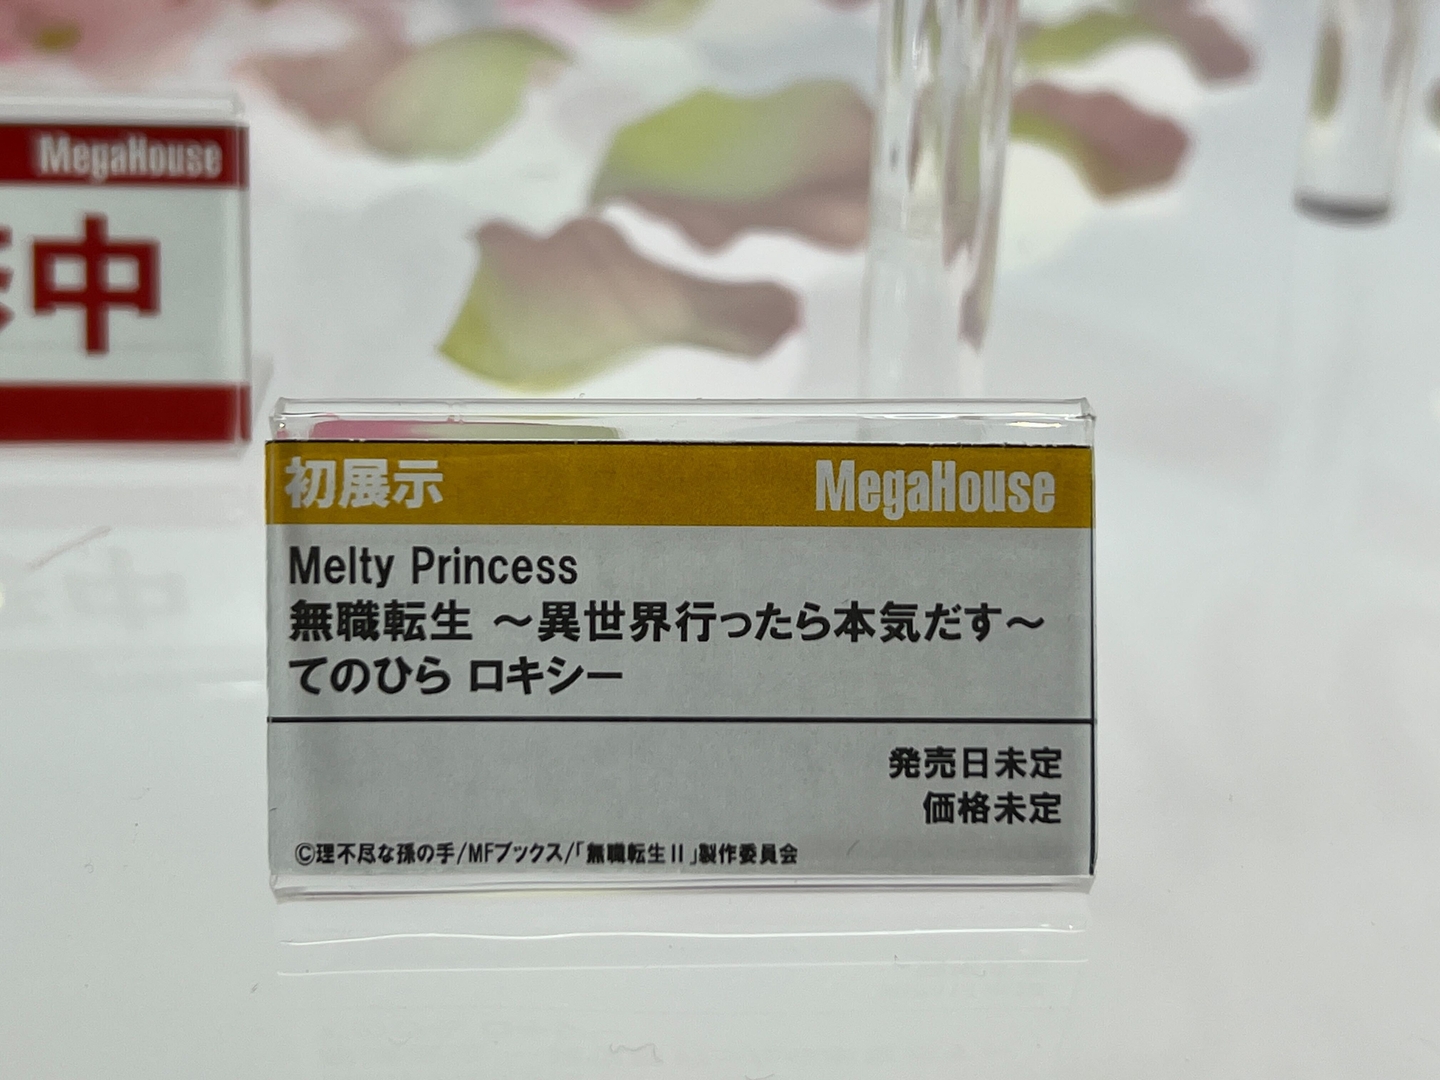 MegaHouse
中
初展示 MegaHouse
Melty Princess
無職転生 ～異世界行ったら本気だす～
てのひら ロキシー
発売日未定
価格未定
©理不尽な孫の手/MFブックス/「無職転生Ⅱ」製作委員会